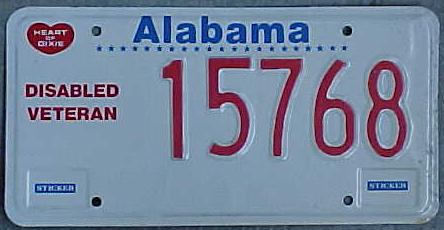 HEART
OF
DIXIE
Alabama
DISABLED
VETERAN
15768
STICKER
STICKER